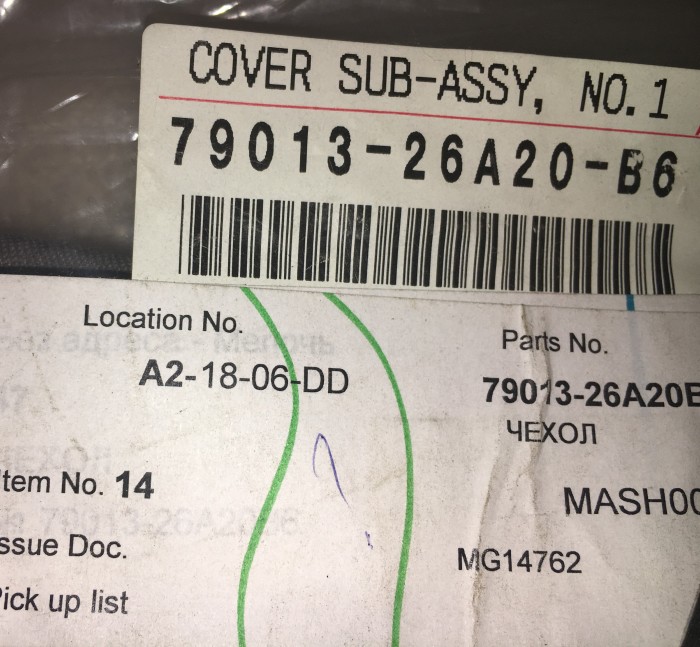 COVER SUB-ASSY, NO.1
79013-26A20-B6
Location No.
A2-18-06-DD
Parts No.
79013-26A20B
ЧЕХОЛ
Item No. 14
MASH00
Issue Doc.
MG14762
Pick up list